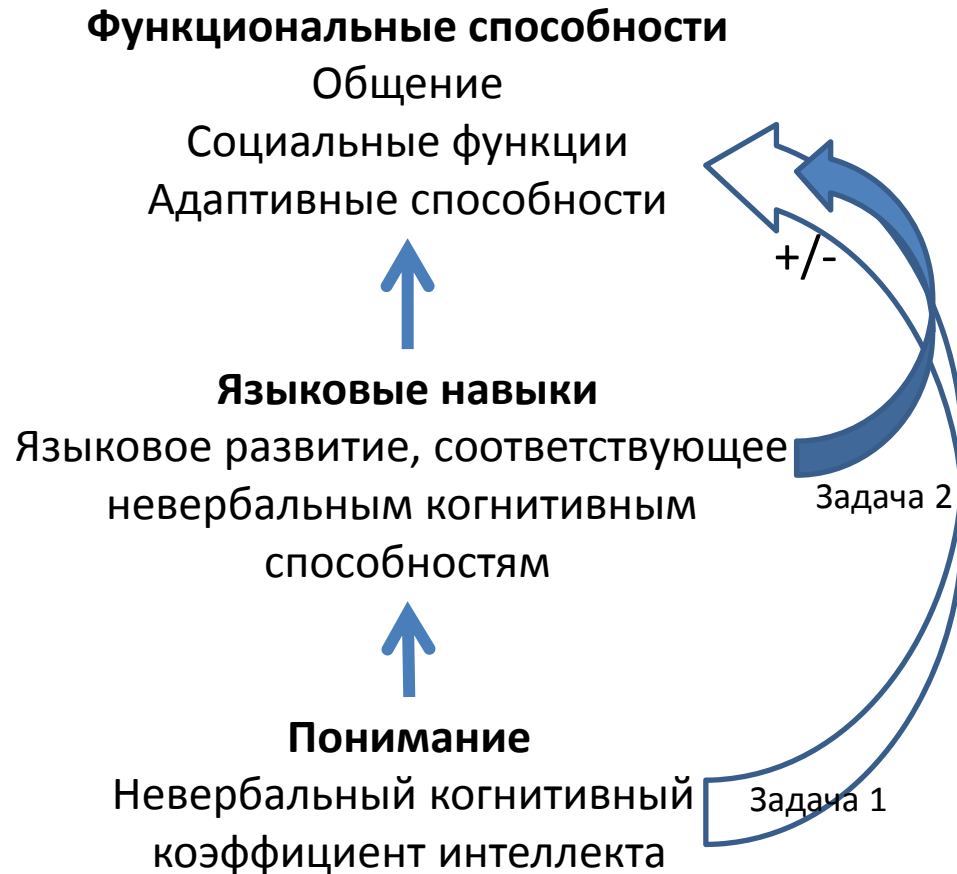 Функциональные способности
Общение
Социальные функции
Адаптивные способности
+/-
Языковые навыки
Языковое развитие, соответствующее
невербальным когнитивным
способностям
Задача 2
Понимание
Невербальный когнитивный
коэффициент интеллекта
Задача 1